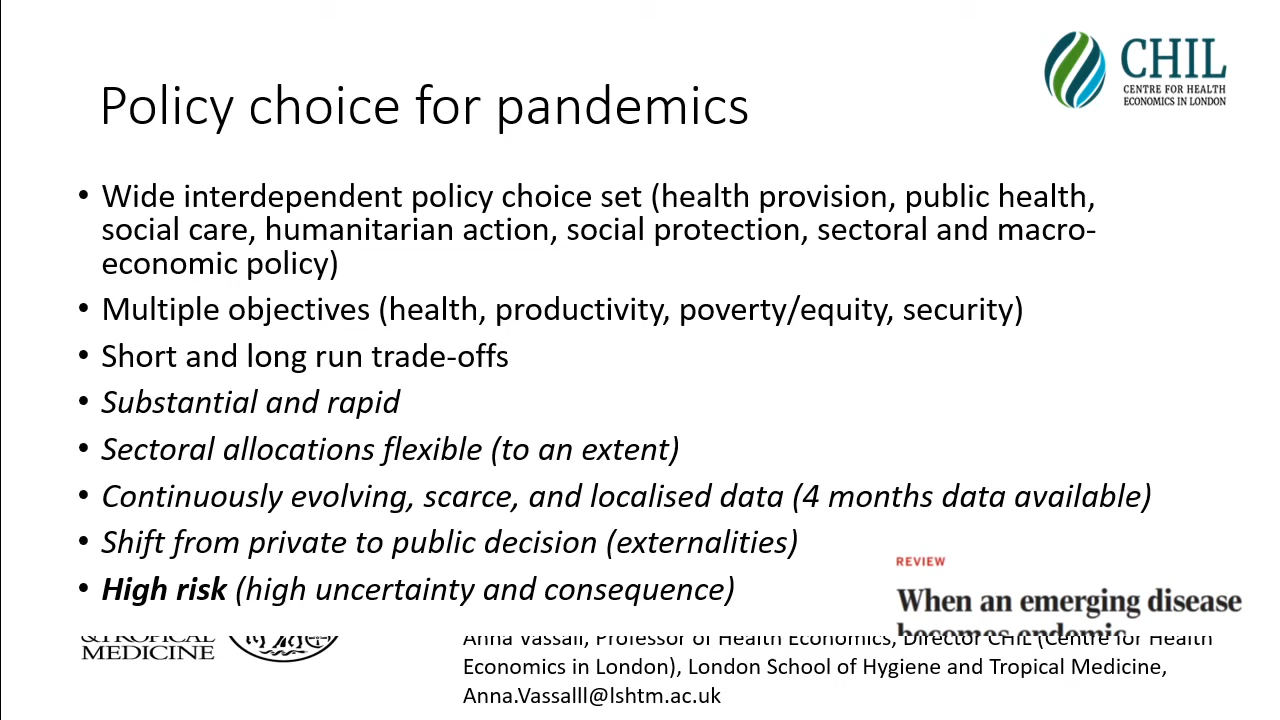 CHIL
CENTRE FOR HEALTH
ECONOMICS IN LONDON
Policy choice for pandemics
• Wide interdependent policy choice set (health provision, public health,
social care, humanitarian action, social protection, sectoral and macro-
economic policy)
• Multiple objectives (health, productivity, poverty/equity, security)
• Short and long run trade-offs
• Substantial and rapid
• Sectoral allocations flexible (to an extent)
• Continuously evolving, scarce, and localised data (4 months data available)
• Shift from private to public decision (externalities)
• High risk (high uncertainty and consequence)
REVIEW
When an emerging disease
becomes endemic
&TROPICAL
MEDICINE
Anna Vassall, Professor of Health Economics, Director CHIL (Centre for Health
Economics in London), London School of Hygiene and Tropical Medicine,
Anna.Vassalll@lshtm.ac.uk